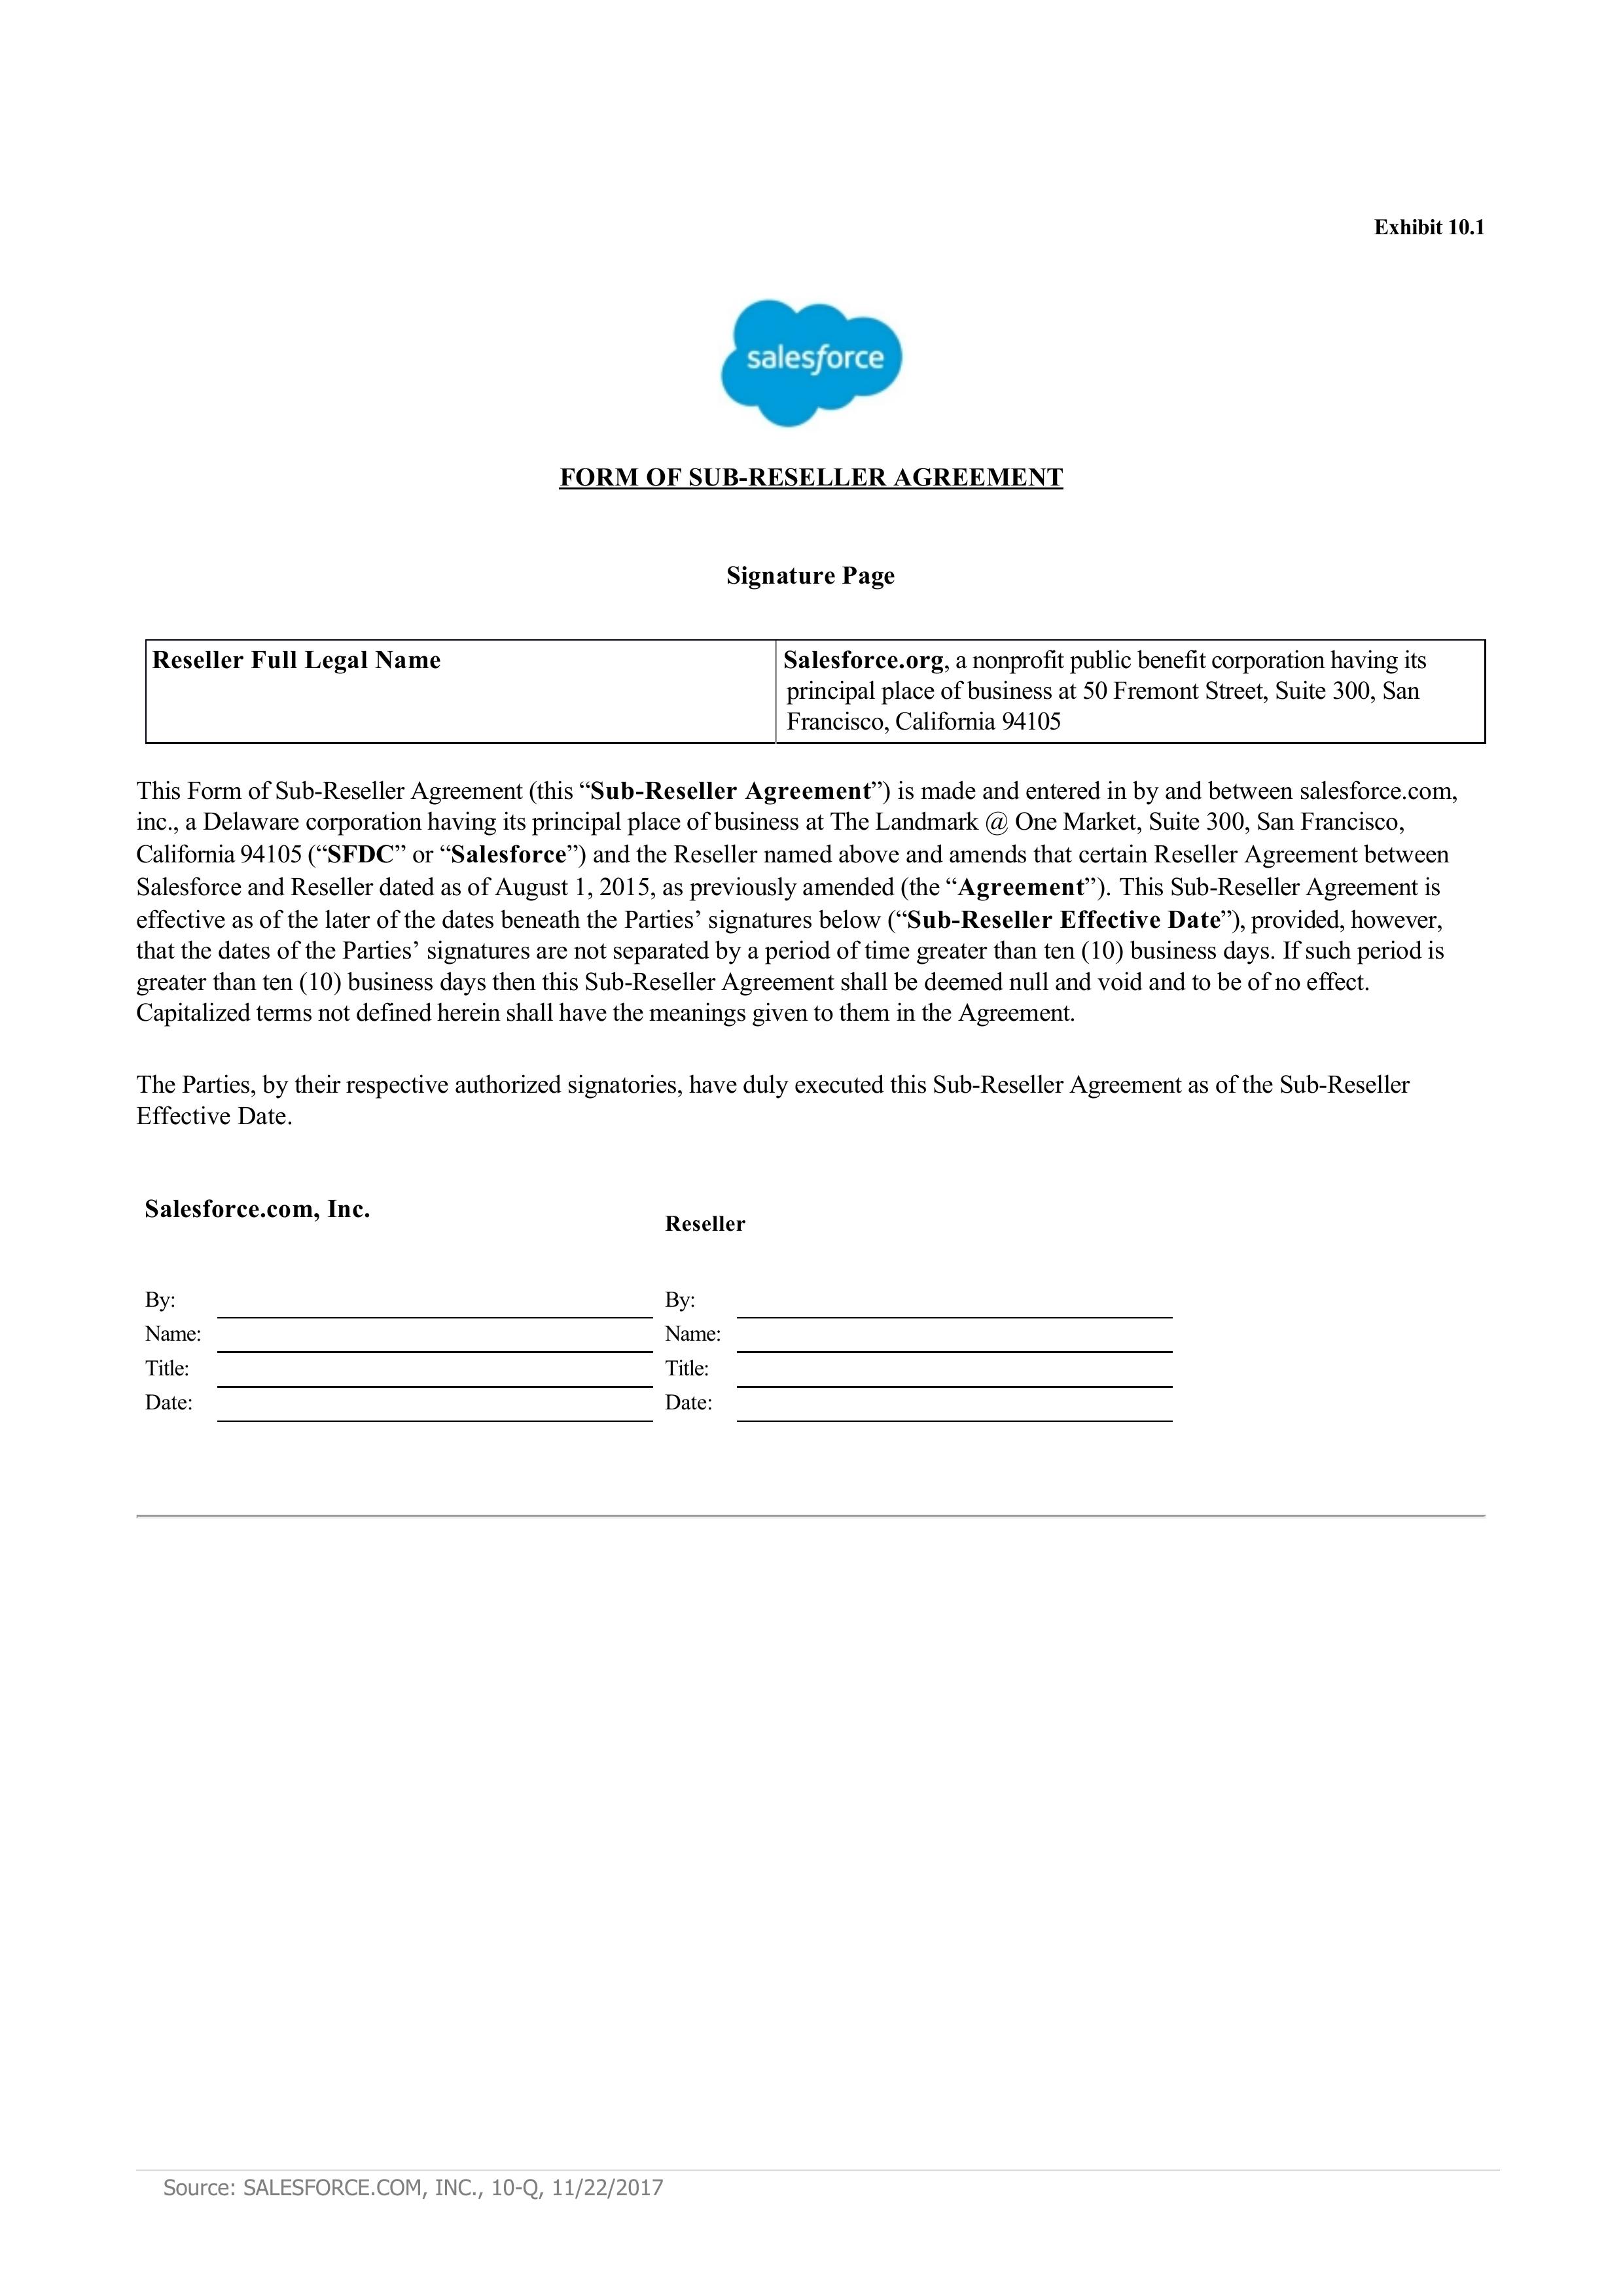 Exhibit 10.1
salesforce
FORM OF SUB-RESELLER AGREEMENT
Signature Page
Reseller Full Legal Name
Salesforce.org, a nonprofit public benefit corporation having its
principal place of business at 50 Fremont Street, Suite 300, San
Francisco, California 94105
This Form of Sub-Reseller Agreement (this “Sub-Reseller Agreement”) is made and entered in by and between salesforce.com,
inc., a Delaware corporation having its principal place of business at The Landmark @ One Market, Suite 300, San Francisco,
California 94105 (“SFDC” or “Salesforce”) and the Reseller named above and amends that certain Reseller Agreement between
Salesforce and Reseller dated as of August 1, 2015, as previously amended (the “Agreement”). This Sub-Reseller Agreement is
effective as of the later of the dates beneath the Parties’ signatures below (“Sub-Reseller Effective Date”), provided, however,
that the dates of the Parties’ signatures are not separated by a period of time greater than ten (10) business days. If such period is
greater than ten (10) business days then this Sub-Reseller Agreement shall be deemed null and void and to be of no effect.
Capitalized terms not defined herein shall have the meanings given to them in the Agreement.
The Parties, by their respective authorized signatories, have duly executed this Sub-Reseller Agreement as of the Sub-Reseller
Effective Date.
Salesforce.com, Inc.
Reseller
By: By:
Name: Name:
Title: Title:
Date: Date:
Source: SALESFORCE.COM, INC., 10-Q, 11/22/2017